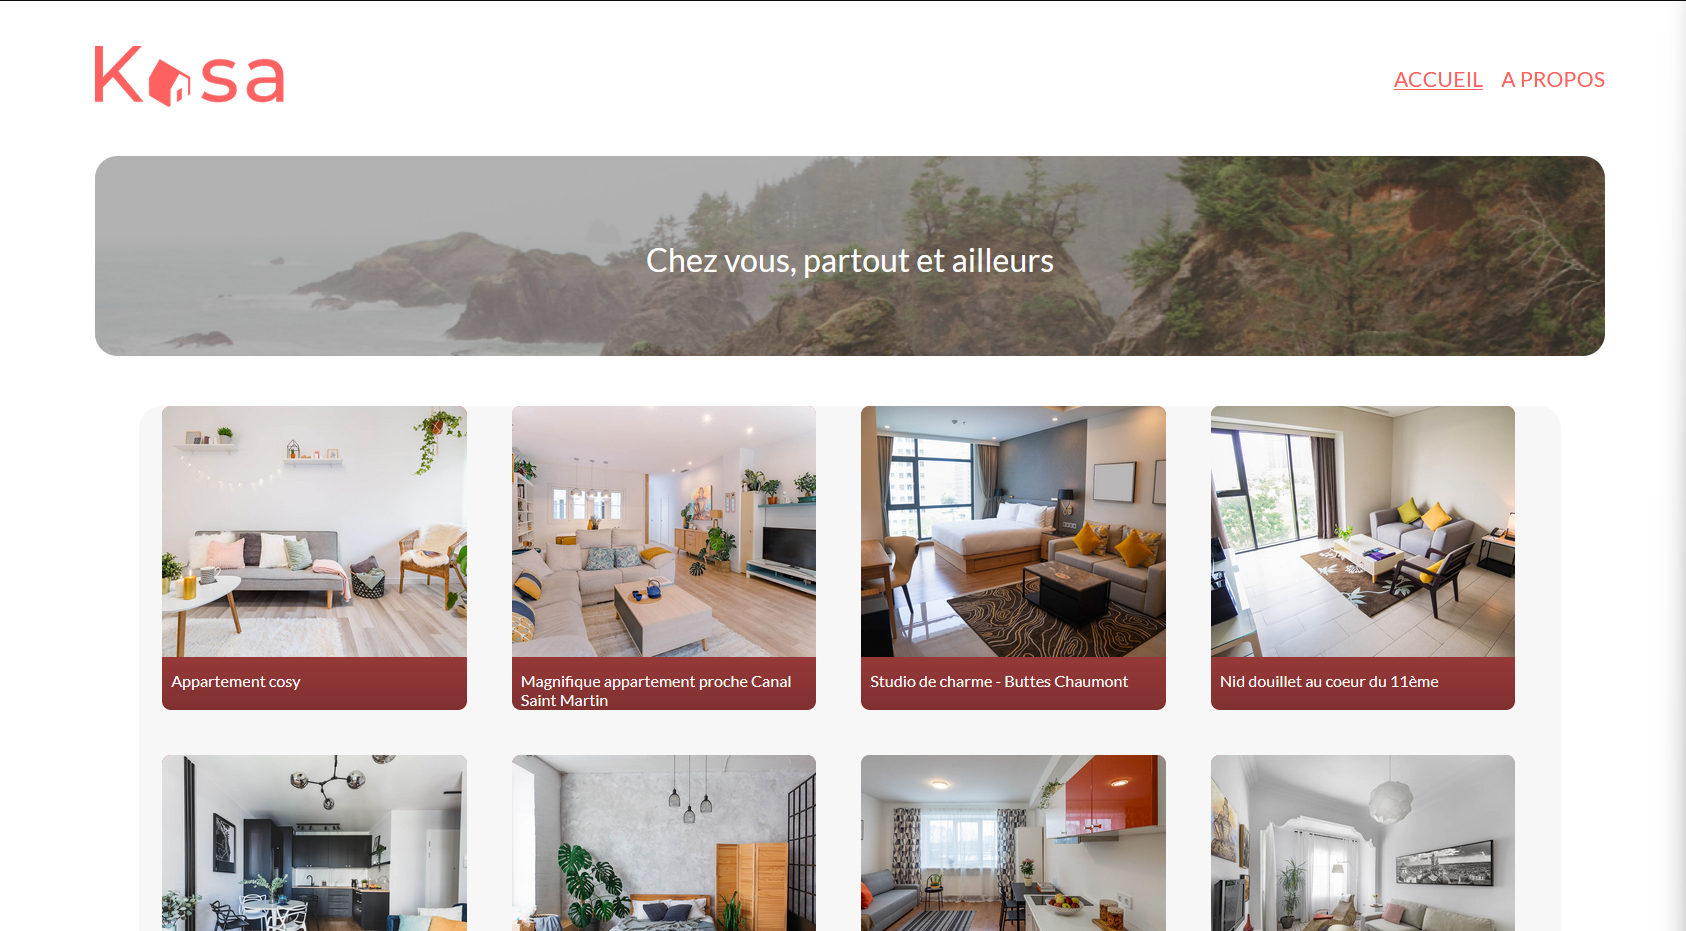 Kasa
ACCUEIL A PROPOS
Chez vous, partout et ailleurs
Appartement cosy
Magnifique appartement proche Canal
Saint Martin
Studio de charme - Buttes Chaumont
Nid douillet au coeur du 11ème